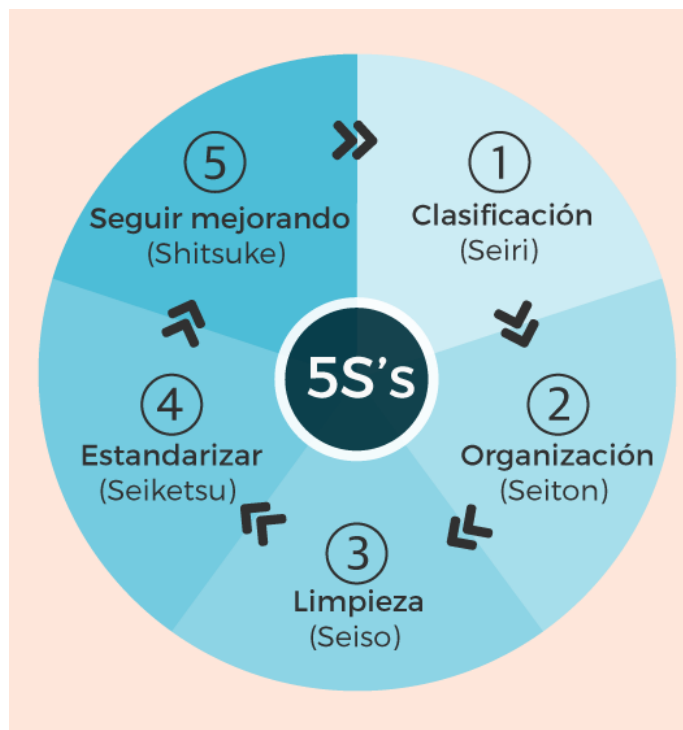 5S's
1
Clasificación
(Seiri)
2
Organización
(Seiton)
3
Limpieza
(Seiso)
4
Estandarizar
(Seiketsu)
5
Seguir mejorando
(Shitsuke)